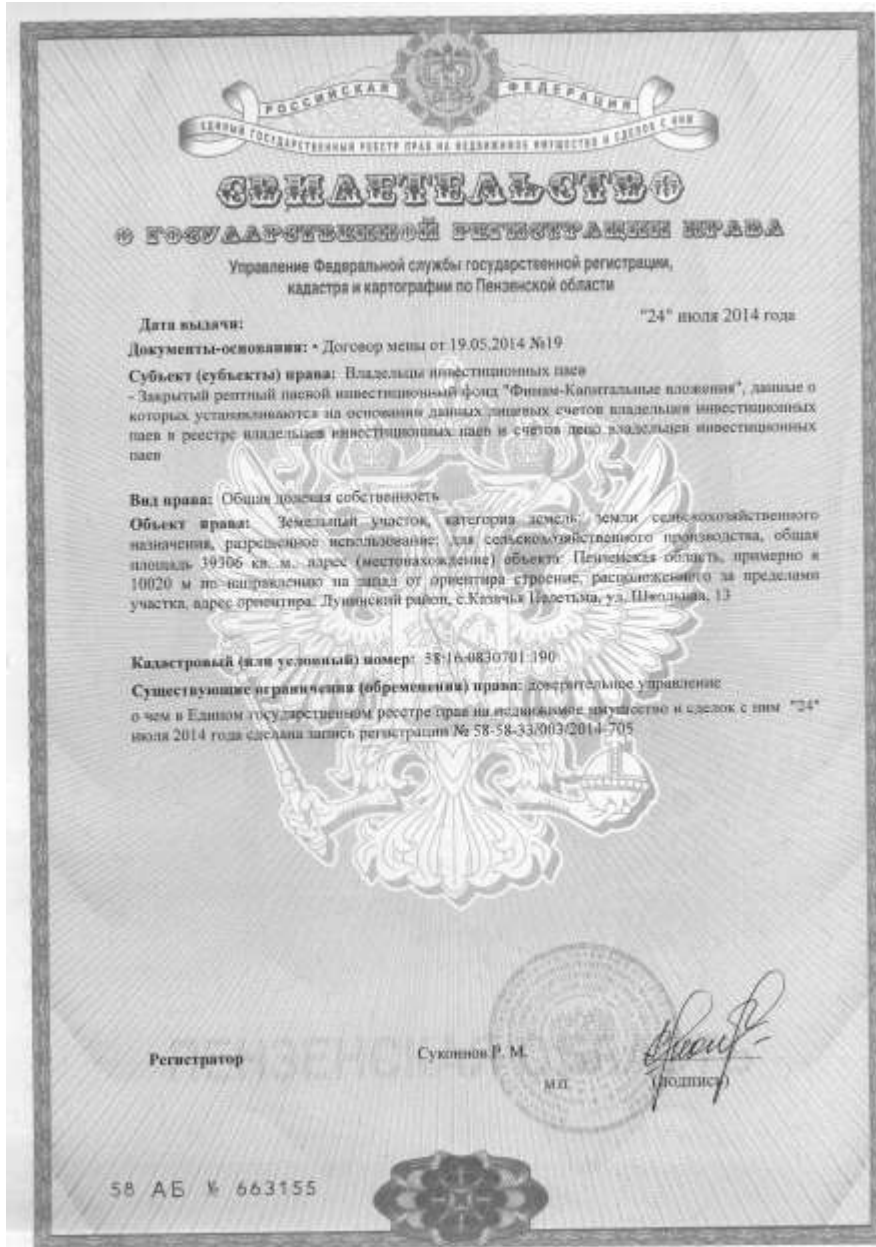 РОССИЙСКАЯ ФЕДЕРАЦИЯ
ЕДИНЫЙ ГОСУДАРСТВЕННЫЙ РЕЕСТР ПРАВ НА НЕДВИЖИМОЕ ИМУЩЕСТВО И СДЕЛОК С НИМ
СВИДЕТЕЛЬСТВО
О ГОСУДАРСТВЕННОЙ РЕГИСТРАЦИИ ПРАВА
Управление Федеральной службы государственной регистрации,
кадастра и картографии по Пензенской области
Дата выдачи: "24" июля 2014 года
Документы-основания: • Договор мены от 19.05.2014 №19
Субъект (субъекты) права: Владельцы инвестиционных паев
- Закрытый рентный паевой инвестиционный фонд "Финам-Капитальные вложения", данные о
которых устанавливаются на основании данных лицевых счетов владельцев инвестиционных
паев в реестре владельцев инвестиционных паев и счетов депо владельцев инвестиционных
паев
Вид права: Общая долевая собственность
Объект права: Земельный участок, категория земель: земли сельскохозяйственного
назначения, разрешенное использование: для сельскохозяйственного производства, общая
площадь 39306 кв. м., адрес (местонахождение) объекта: Пензенская область, примерно в
10020 м по направлению на запад от ориентира строение, расположенного за пределами
участка, адрес ориентира: Лунинский район, с.Казачья Пелетьма, ул. Школьная, 13
Кадастровый (или условный) номер: 58:16:0830701:190
Существующие ограничения (обременения) права: доверительное управление
о чем в Едином государственном реестре прав на недвижимое имущество и сделок с ним "24"
июля 2014 года сделана запись регистрации № 58-58-33/003/2014-705
Регистратор Суконнов Р. М.
м.п. (подпись)
58 АБ № 663155